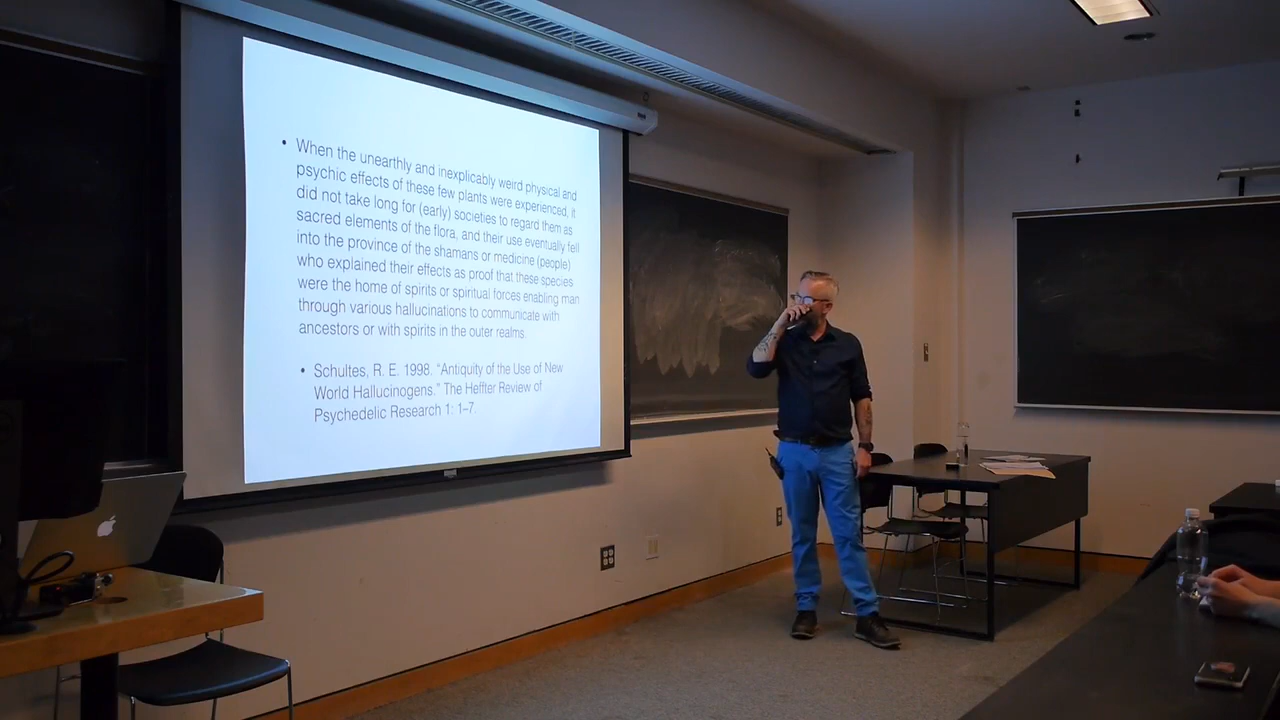 • When the unearthly and inexplicably weird physical and
psychic effects of these few plants were experienced, it
did not take long for (early) societies to regard them as
sacred elements of the flora, and their use eventually fell
into the province of the shamans or medicine (people)
who explained their effects as proof that these species
were the home of spirits or spiritual forces enabling man
through various hallucinations to communicate with
ancestors or with spirits in the outer realms.
• Schultes, R. E. 1998. “Antiquity of the Use of New
World Hallucinogens.” The Heffter Review of
Psychedelic Research 1: 1–7.